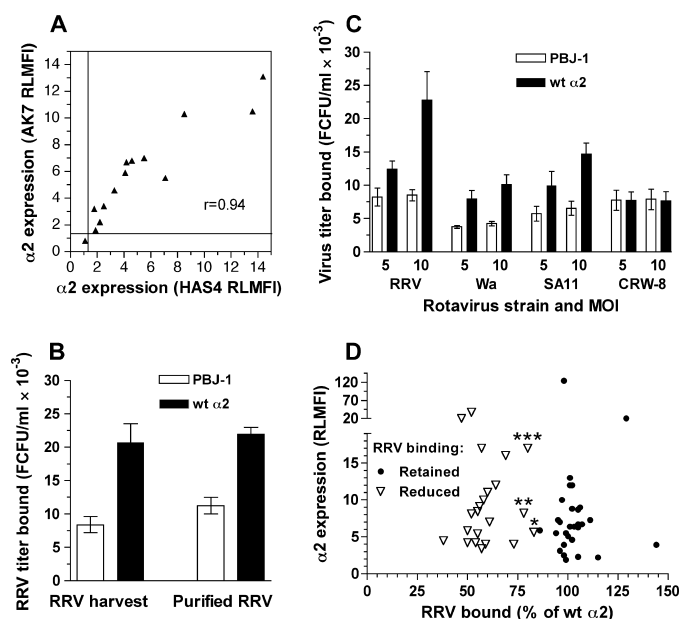 A
α2 expression (AK7 RLMFI)
14
12
10
8
6
4
2
0
r=0.94
0 2 4 6 8 10 12 14
α2 expression (HAS4 RLMFI)
C
Virus titer bound (FCFU/ml × 10⁻³)
30
25
20
15
10
5
0
PBJ-1
wt α2
5 10 5 10 5 10 5 10
RRV Wa SA11 CRW-8
Rotavirus strain and MOI
B
RRV titer bound (FCFU/ml × 10⁻³)
30
25
20
15
10
5
0
PBJ-1
wt α2
RRV harvest Purified RRV
D
α2 expression (RLMFI)
120
70
20
15
10
5
0
RRV binding:
Retained
Reduced
***
**
*
0 25 50 75 100 125 150
RRV bound (% of wt α2)